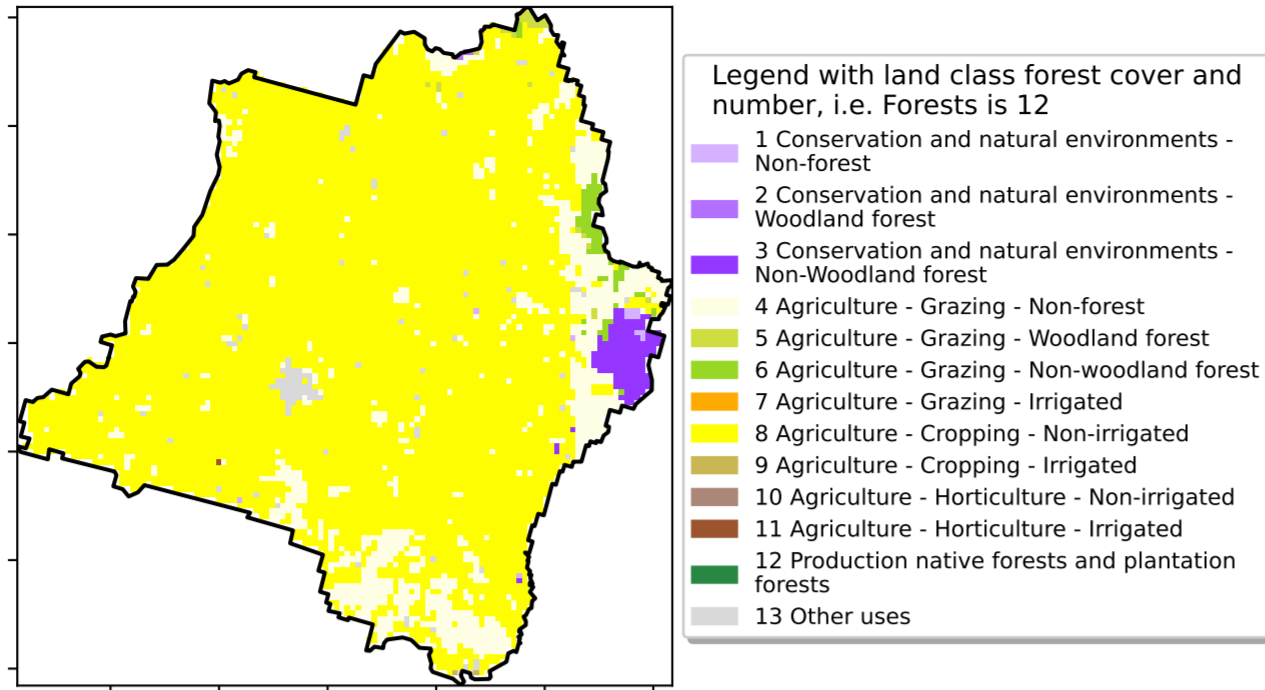 Legend with land class forest cover and
number, i.e. Forests is 12
1 Conservation and natural environments -
Non-forest
2 Conservation and natural environments -
Woodland forest
3 Conservation and natural environments -
Non-Woodland forest
4 Agriculture - Grazing - Non-forest
5 Agriculture - Grazing - Woodland forest
6 Agriculture - Grazing - Non-woodland forest
7 Agriculture - Grazing - Irrigated
8 Agriculture - Cropping - Non-irrigated
9 Agriculture - Cropping - Irrigated
10 Agriculture - Horticulture - Non-irrigated
11 Agriculture - Horticulture - Irrigated
12 Production native forests and plantation
forests
13 Other uses